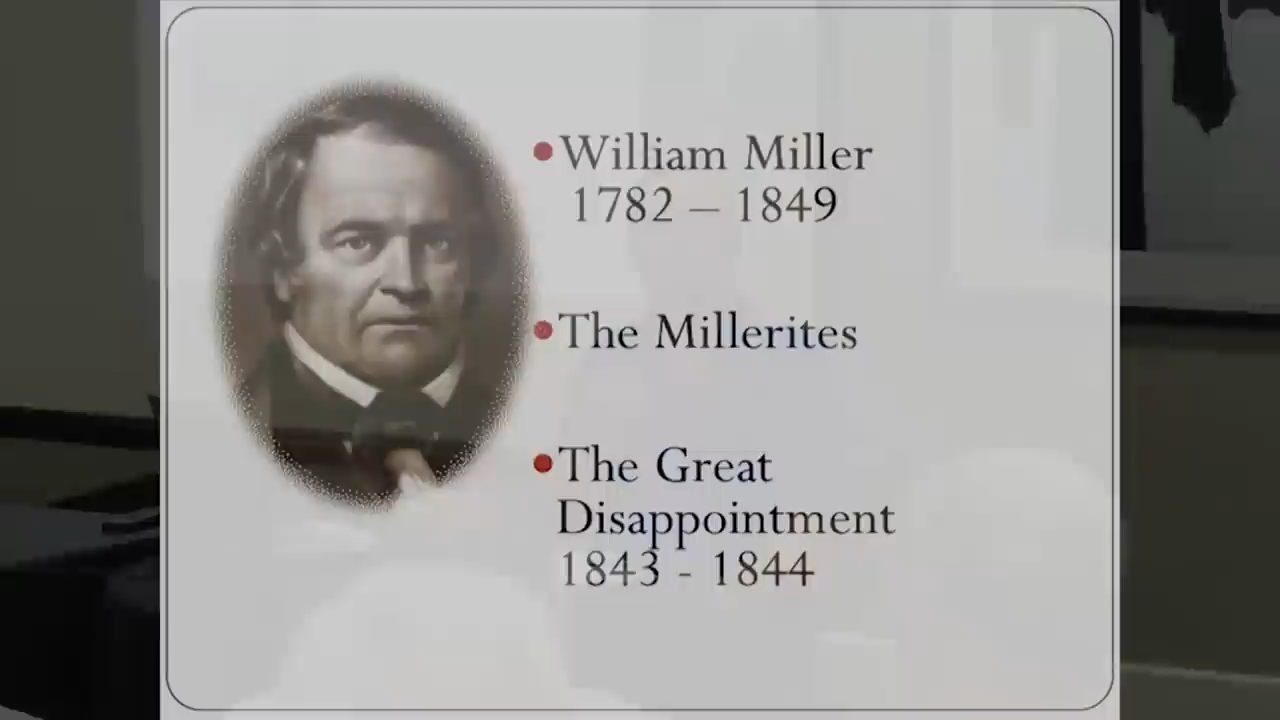 •William Miller
1782 – 1849
•The Millerites
•The Great
Disappointment
1843 - 1844